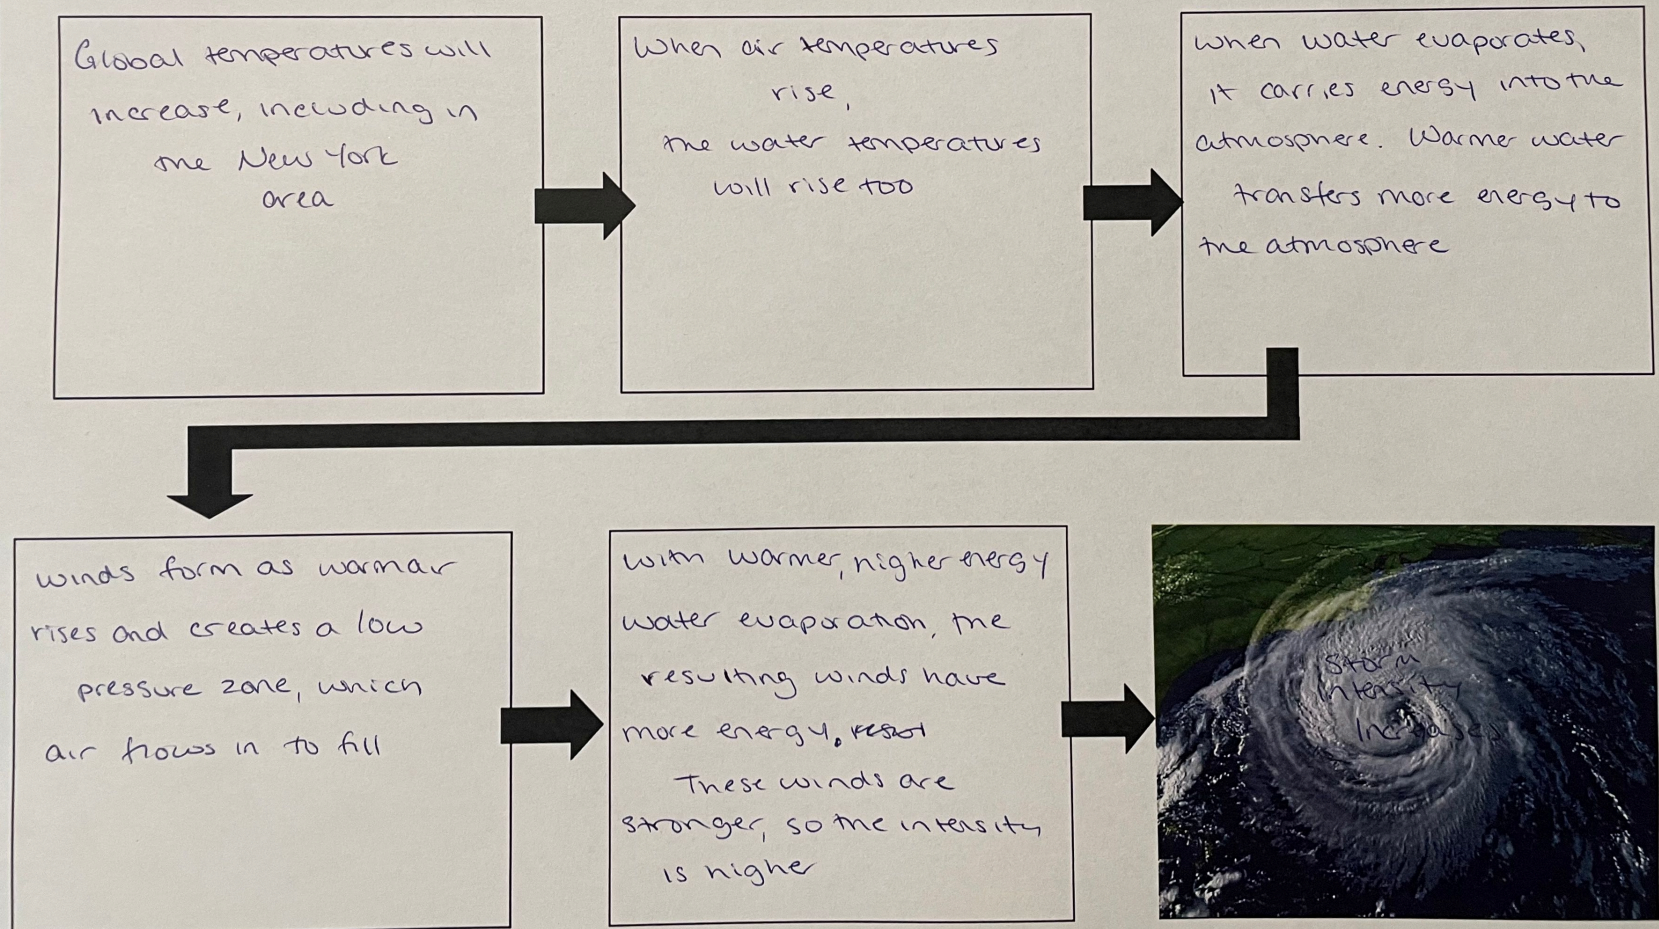 Global temperatures will
increase, including in
the New York
area
When air temperatures
rise,
the water temperatures
will rise too
when water evaporates,
it carries energy into the
atmosphere. Warmer water
transfers more energy to
the atmosphere
winds form as warm air
rises and creates a low
pressure zone, which
air flows in to fill
with warmer, higher energy
water evaporation, the
resulting winds have
more energy.
These winds are
stronger, so the intensity
is higher
Storm
Intensity
Increases